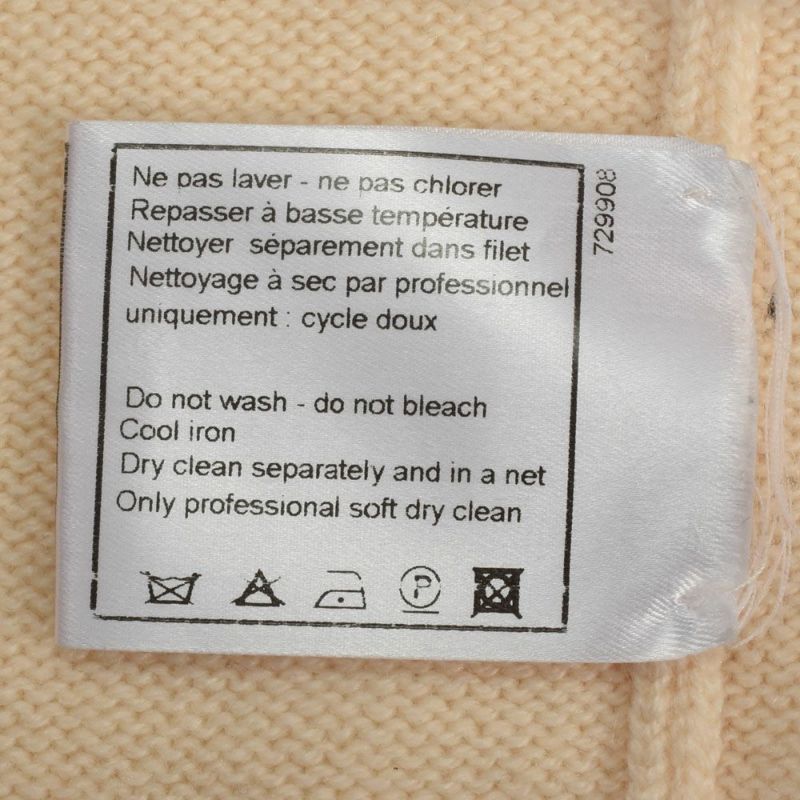 Ne pas laver - ne pas chlorer
Repasser à basse température
Nettoyer séparement dans filet
Nettoyage à sec par professionnel
uniquement : cycle doux
Do not wash - do not bleach
Cool iron
Dry clean separately and in a net
Only professional soft dry clean
P
729908